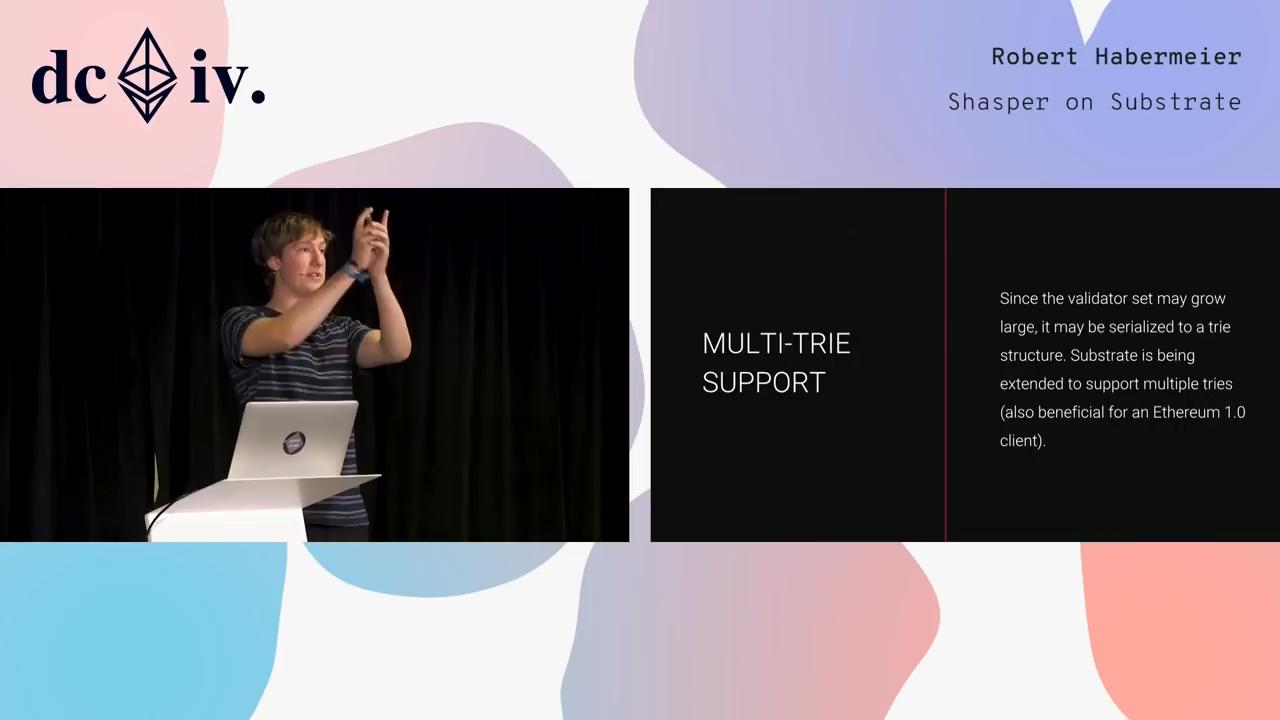 dc iv.
Robert Habermeier
Shasper on Substrate
MULTI-TRIE
SUPPORT
Since the validator set may grow
large, it may be serialized to a trie
structure. Substrate is being
extended to support multiple tries
(also beneficial for an Ethereum 1.0
client).